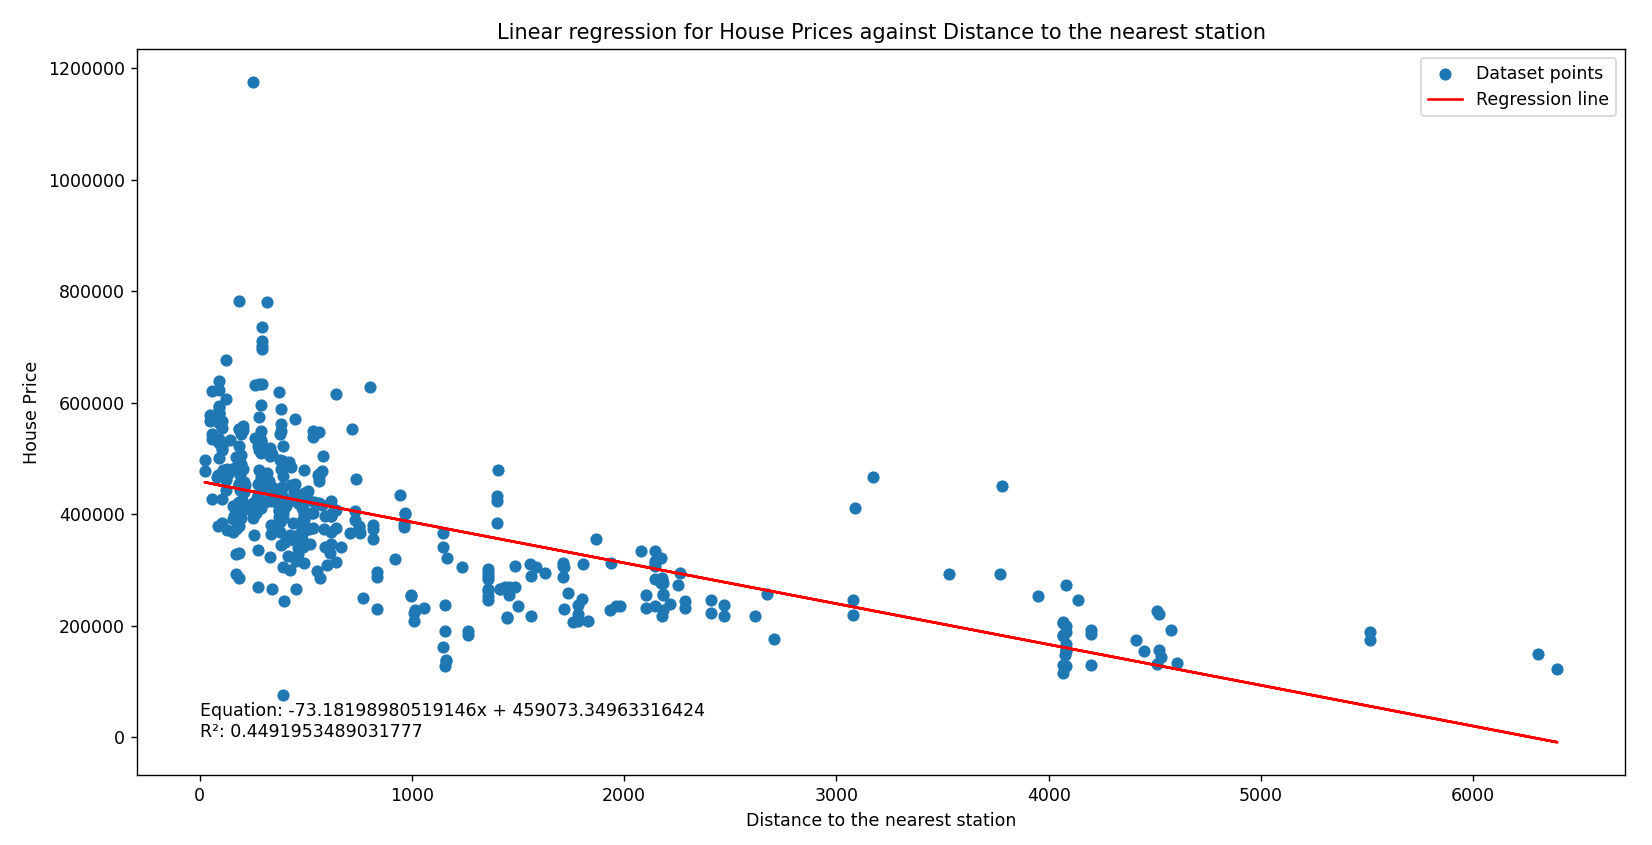 Linear regression for House Prices against Distance to the nearest station
Dataset points
Regression line
1200000
1000000
800000
600000
400000
200000
0
House Price
Equation: -73.18198980519146x + 459073.34963316424
R²: 0.4491953489031777
0 1000 2000 3000 4000 5000 6000
Distance to the nearest station